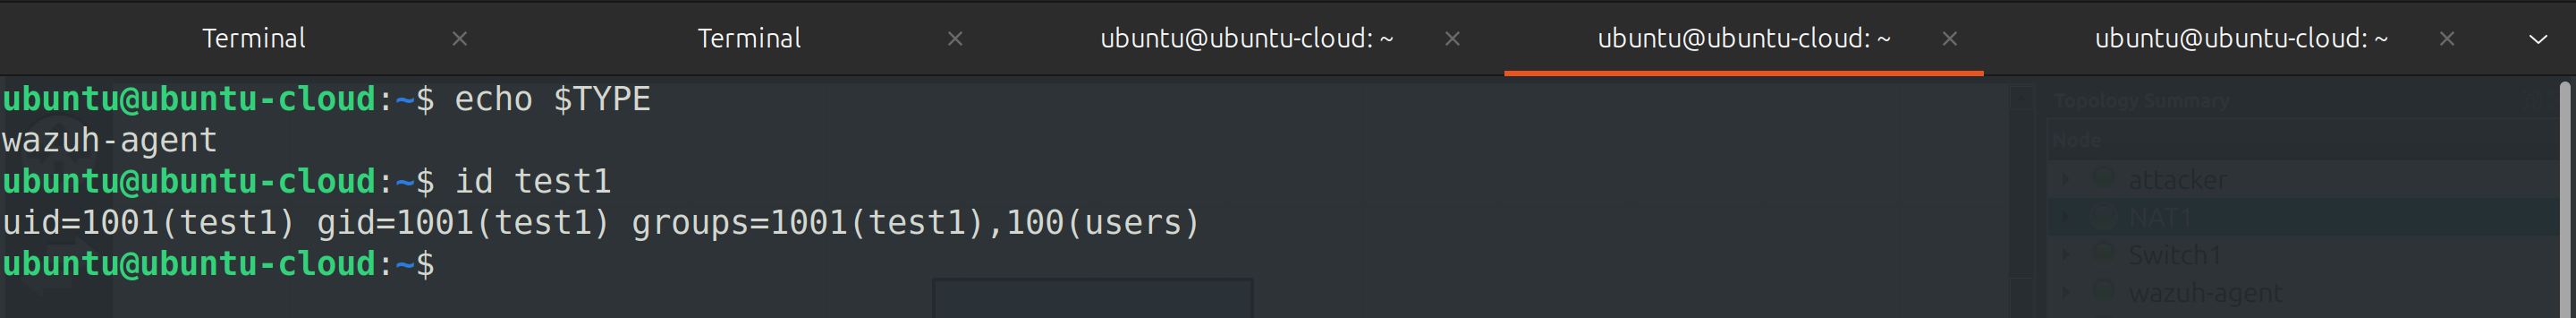 Terminal
Terminal
ubuntu@ubuntu-cloud: ~
ubuntu@ubuntu-cloud: ~
ubuntu@ubuntu-cloud: ~
ubuntu@ubuntu-cloud:~$ echo $TYPE
wazuh-agent
ubuntu@ubuntu-cloud:~$ id test1
uid=1001(test1) gid=1001(test1) groups=1001(test1),100(users)
ubuntu@ubuntu-cloud:~$
Topology Summary
Node
attacker
NAT1
Switch1
wazuh-agent